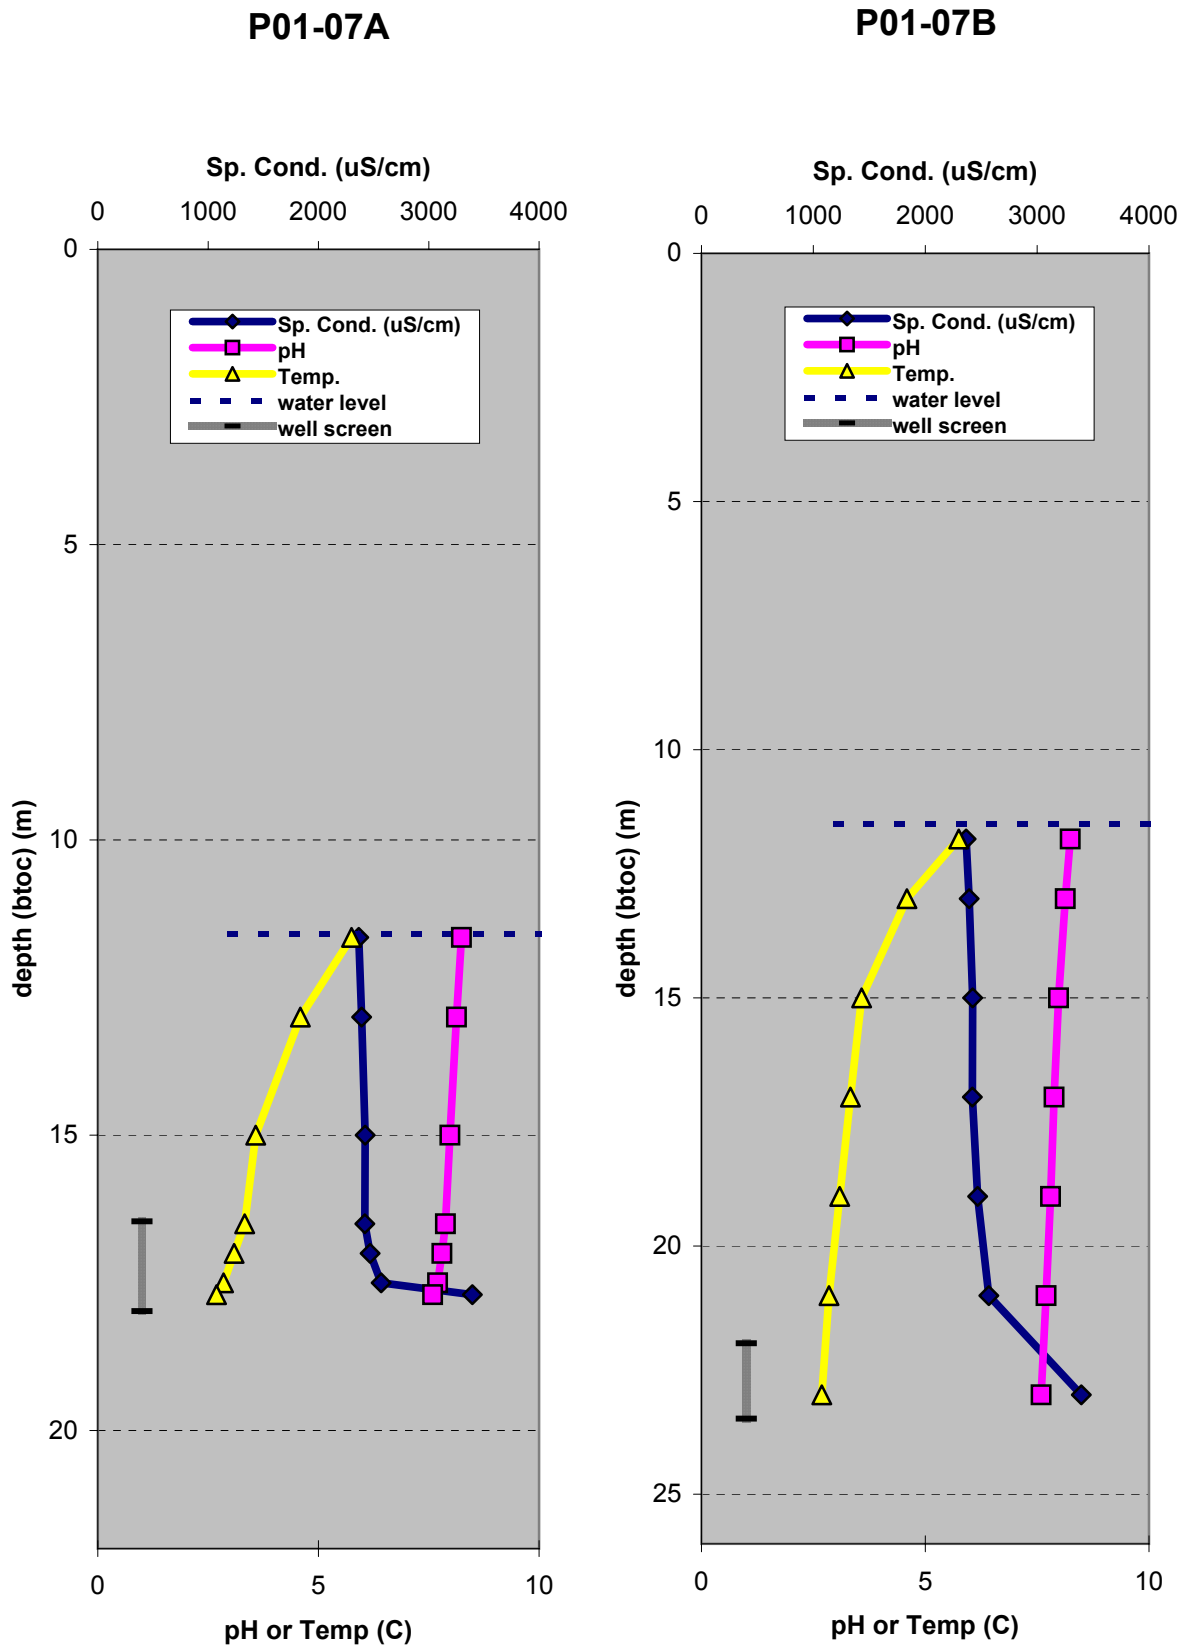 P01-07A
Sp. Cond. (uS/cm)
0 1000 2000 3000 4000
0
5
10
15
20
Sp. Cond. (uS/cm)
pH
Temp.
water level
well screen
depth (btoc) (m)
0 5 10
pH or Temp (C)
P01-07B
Sp. Cond. (uS/cm)
0 1000 2000 3000 4000
0
5
10
15
20
25
Sp. Cond. (uS/cm)
pH
Temp.
water level
well screen
depth (btoc) (m)
0 5 10
pH or Temp (C)